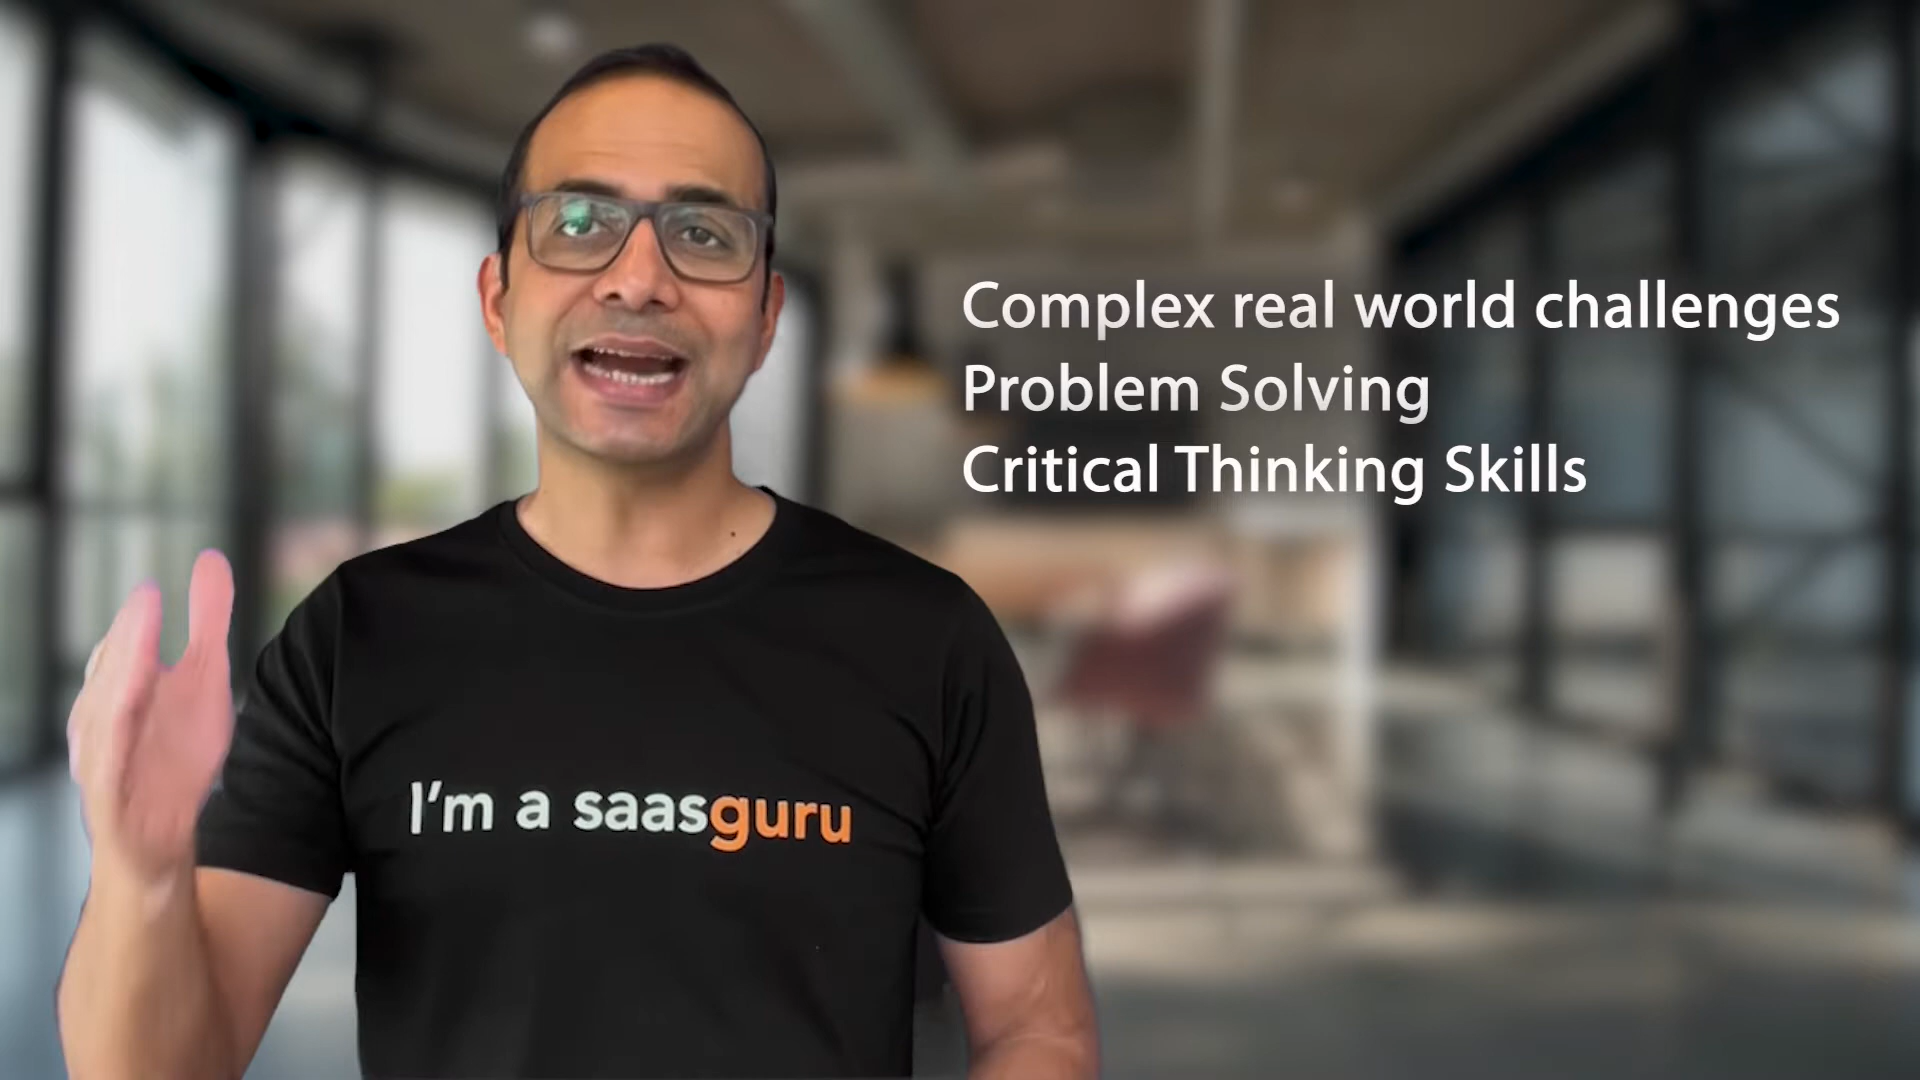 Complex real world challenges
Problem Solving
Critical Thinking Skills
I'm a saasguru